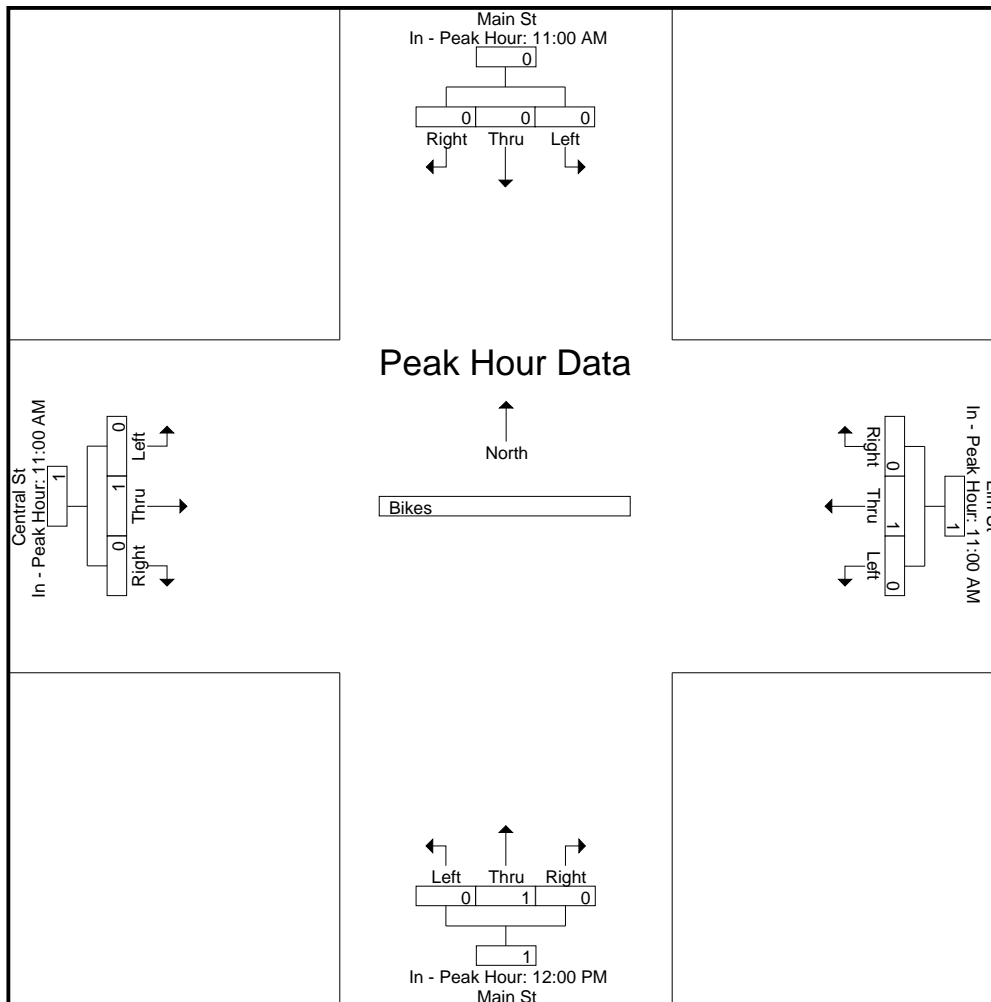 Main St
In - Peak Hour: 11:00 AM
0
0 0 0
Right Thru Left
Peak Hour Data
North
Bikes
Central St
In - Peak Hour: 11:00 AM
1
0 1 0
Left Thru Right
In - Peak Hour: 11:00 AM
1
0 1 0
Right Thru Left
Left Thru Right
0 1 0
1
In - Peak Hour: 12:00 PM
Main St